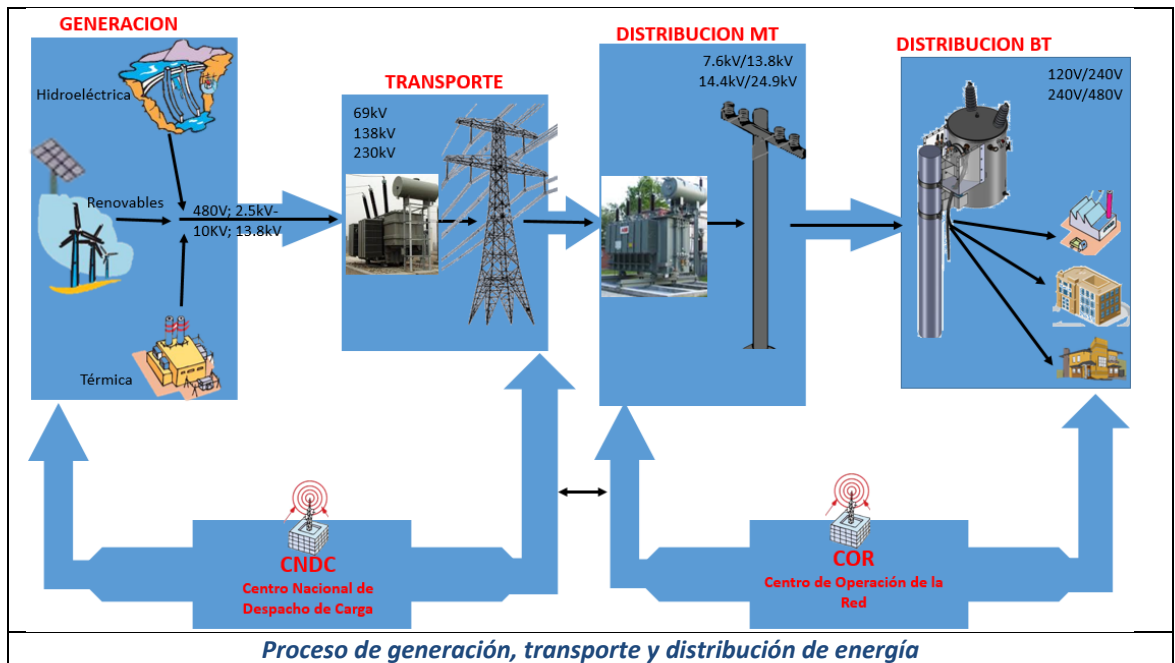 GENERACION
Hidroeléctrica
Renovables
480V; 2.5kV-
10KV; 13.8kV
Térmica
TRANSPORTE
69kV
138kV
230kV
DISTRIBUCION MT
7.6kV/13.8kV
14.4kV/24.9kV
DISTRIBUCION BT
120V/240V
240V/480V
CNDC
Centro Nacional de
Despacho de Carga
COR
Centro de Operación de la
Red
Proceso de generación, transporte y distribución de energía